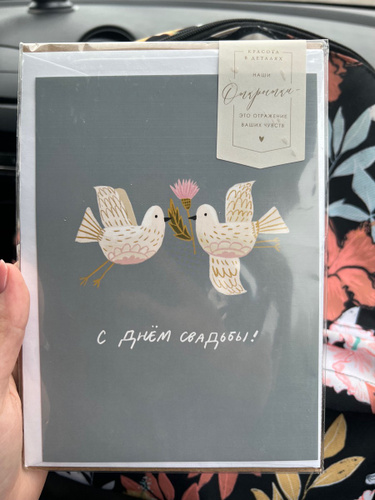 КРАСОТА
В ДЕТАЛЯХ
НАШИ
Открытки -
ЭТО ОТРАЖЕНИЕ
ВАШИХ ЧУВСТВ
С ДНЁМ СВАДЬБЫ!